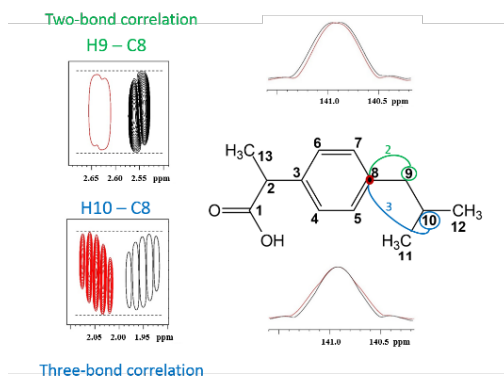 Two-bond correlation
H9 – C8
2.65 2.60 2.55 ppm
141.0 140.5 ppm
H₃C
13
6
7
2
3
2
8
9
1
4
5
3
10
O
OH
H₃C
11
CH₃
12
H10 – C8
2.05 2.00 1.95 ppm
141.0 140.5 ppm
Three-bond correlation